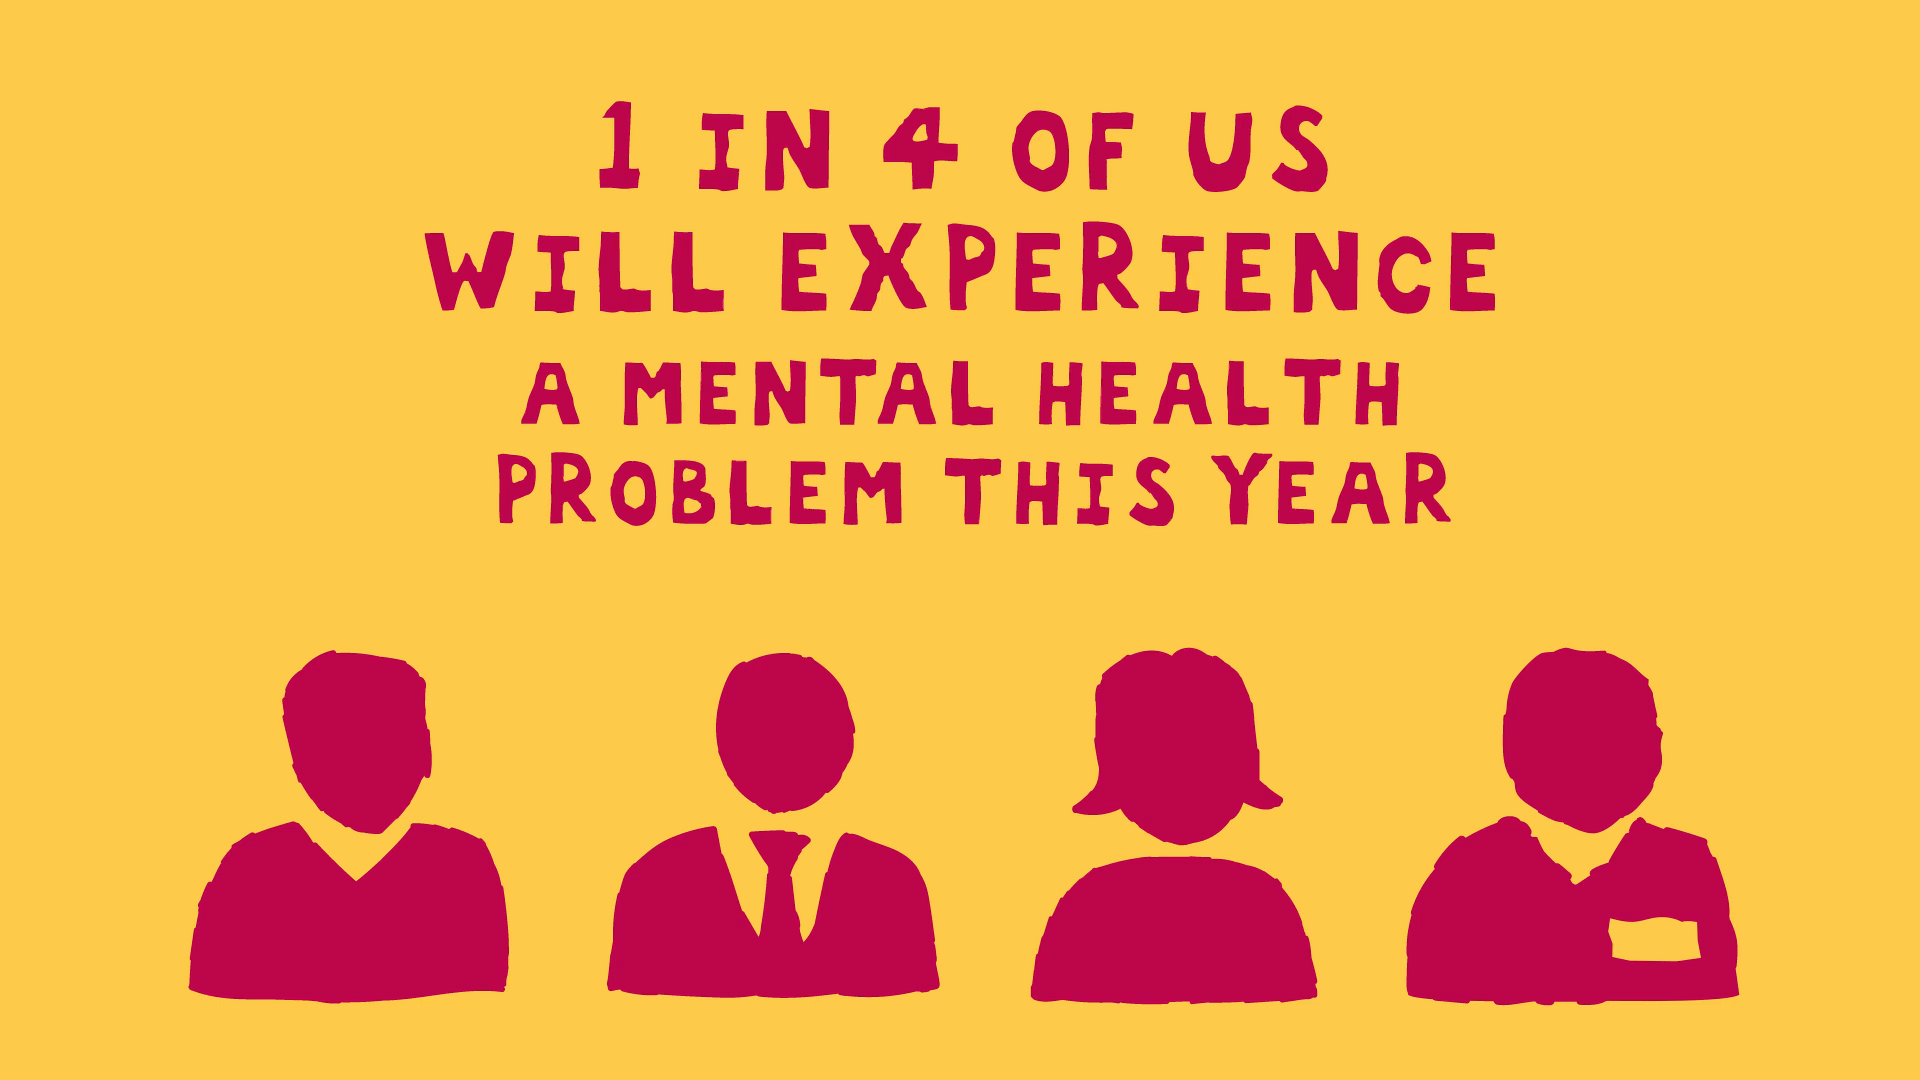 1 IN 4 OF US
WILL EXPERIENCE
A MENTAL HEALTH
PROBLEM THIS YEAR